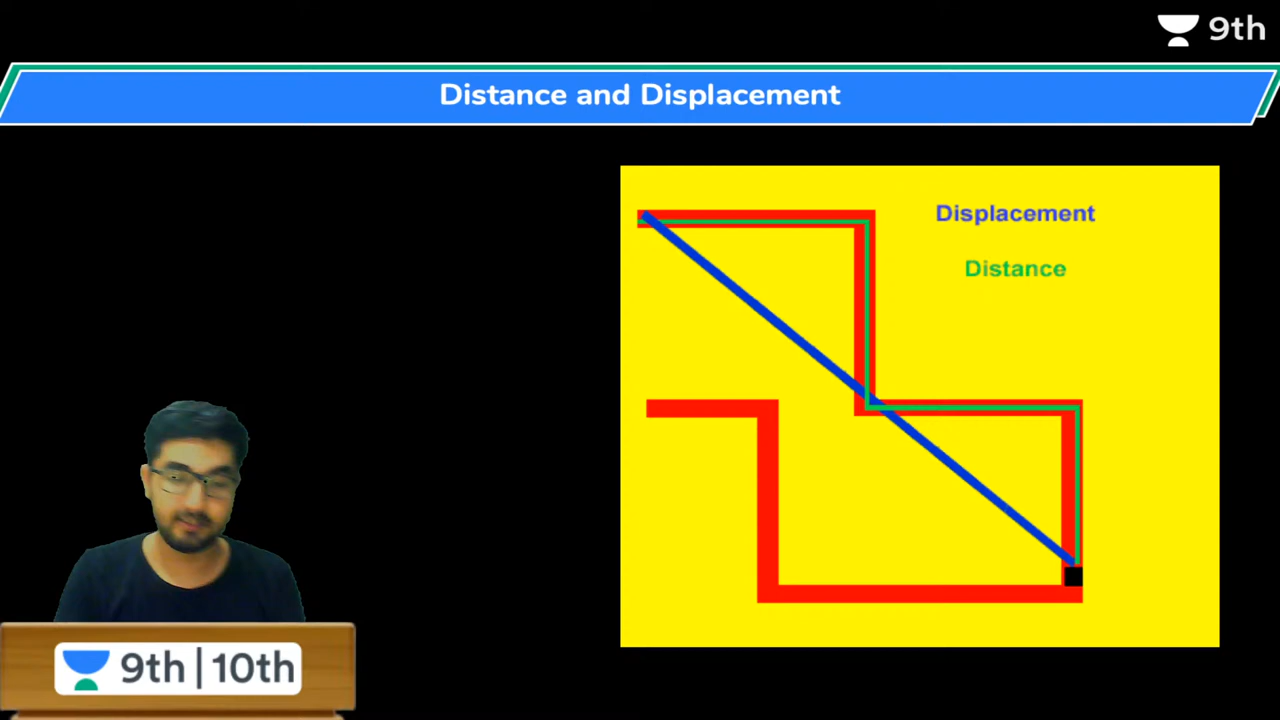 9th
Distance and Displacement
Displacement
Distance
9th | 10th